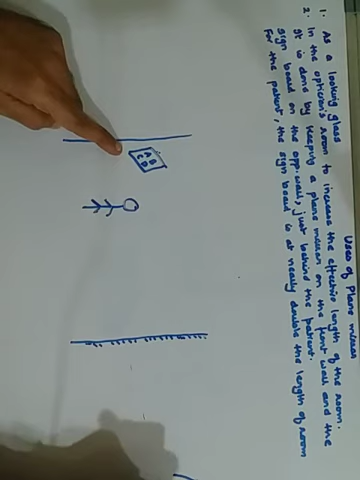 Uses of Plane mirror
1. As a looking glass
2. In the optician's room to increase the effective length of the room.
It is done by keeping a plane mirror on the front wall and the
sign board on the opp. wall, just behind the patient.
For the patient, the sign board is at nearly double the length of room
A B
C D